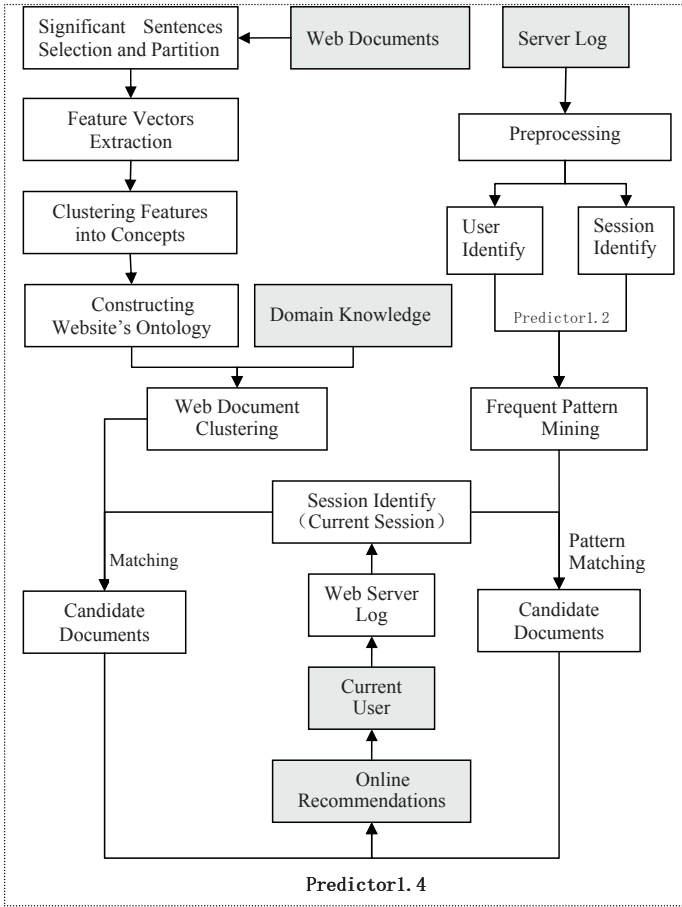 Significant Sentences
Selection and Partition
Web Documents
Server Log
Feature Vectors
Extraction
Preprocessing
Clustering Features
into Concepts
User
Identify
Session
Identify
Constructing
Website's Ontology
Domain Knowledge
Predictor1.2
Web Document
Clustering
Frequent Pattern
Mining
Session Identify
（Current Session）
Matching
Pattern
Matching
Candidate
Documents
Web Server
Log
Candidate
Documents
Current
User
Online
Recommendations
Predictor1.4